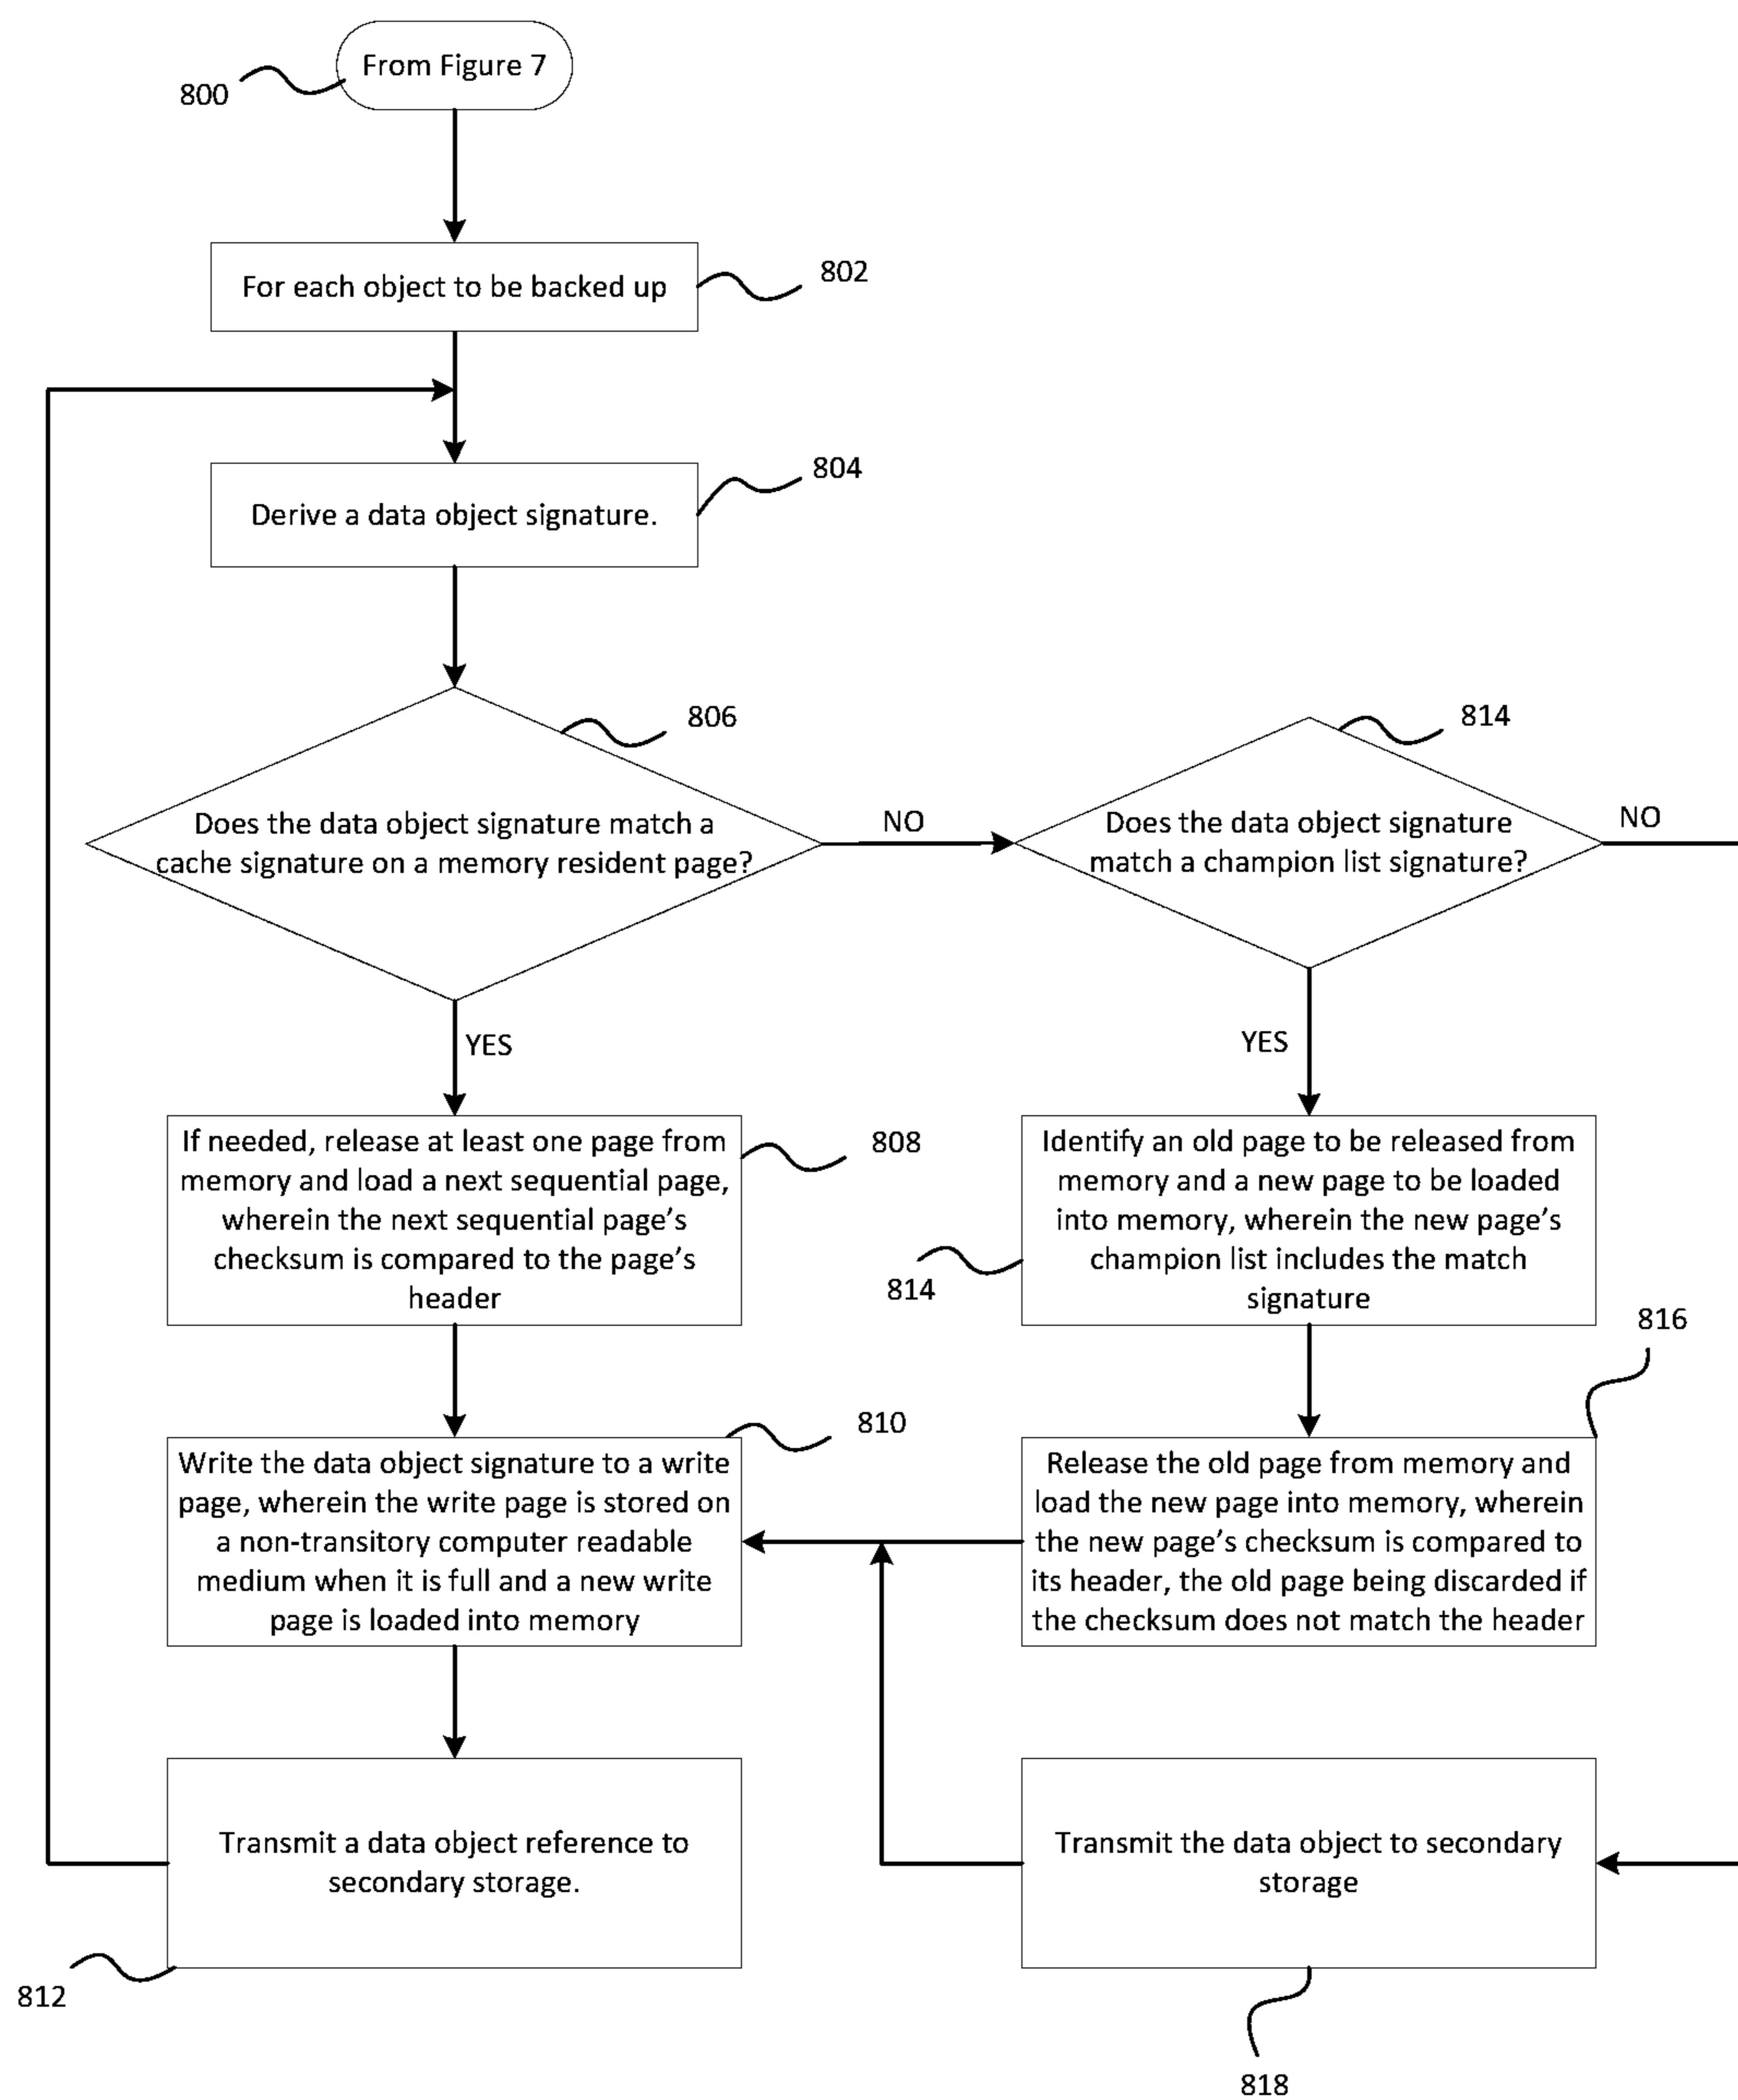 From Figure 7
800
For each object to be backed up
802
Derive a data object signature.
804
806
Does the data object signature match a
cache signature on a memory resident page?
NO
814
Does the data object signature
match a champion list signature?
NO
YES
YES
If needed, release at least one page from
memory and load a next sequential page,
wherein the next sequential page's
checksum is compared to the page's
header
808
Identify an old page to be released from
memory and a new page to be loaded
into memory, wherein the new page's
champion list includes the match
signature
814
816
810
Write the data object signature to a write
page, wherein the write page is stored on
a non-transitory computer readable
medium when it is full and a new write
page is loaded into memory
Release the old page from memory and
load the new page into memory, wherein
the new page's checksum is compared to
its header, the old page being discarded if
the checksum does not match the header
Transmit a data object reference to
secondary storage.
812
Transmit the data object to secondary
storage
818